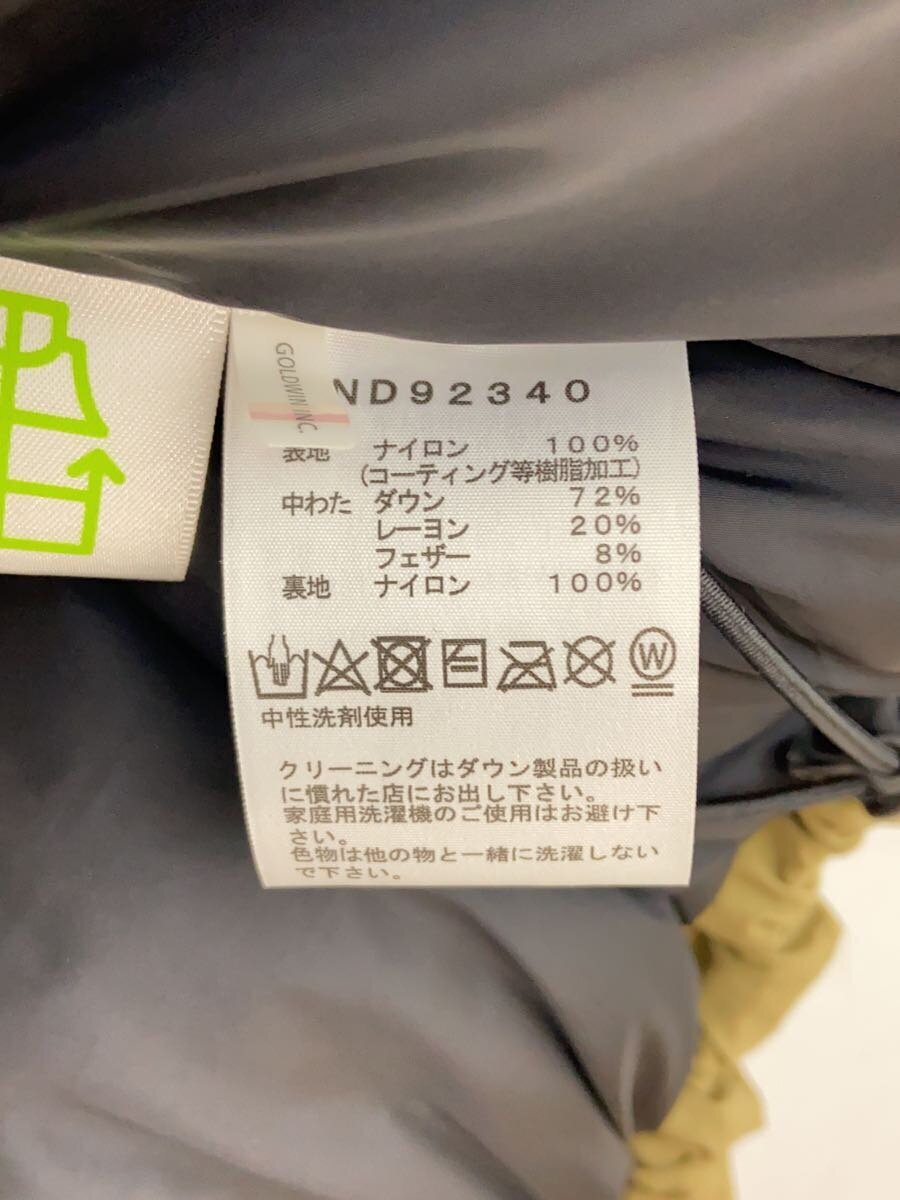 GOLDWIN INC.
ND92340
表地 ナイロン 100%
(コーティング等樹脂加工)
中わた ダウン 72%
レーヨン 20%
フェザー 8%
裏地 ナイロン 100%
W
中性洗剤使用
クリーニングはダウン製品の扱い
に慣れた店にお出し下さい。
家庭用洗濯機のご使用はお避け下
さい。
色物は他の物と一緒に洗濯しない
で下さい。